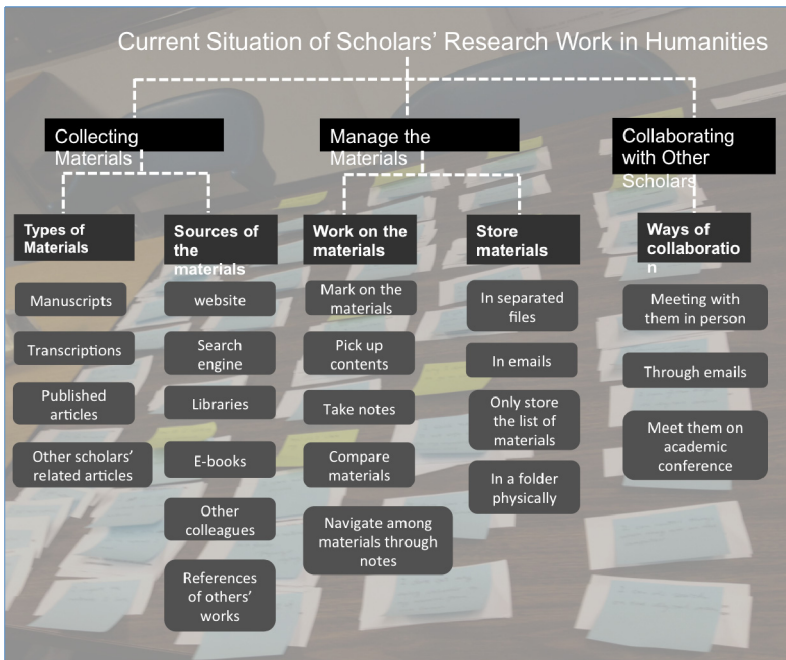 Current Situation of Scholars’ Research Work in Humanities
Collecting
Materials
Manage the
Materials
Collaborating
with Other
Scholars
Types of
Materials
Sources of
the
materials
Work on the
materials
Store
materials
Ways of
collaboratio
n
Manuscripts
Transcriptions
Published
articles
Other scholars’
related articles
website
Search
engine
Libraries
E-books
Other
colleagues
References
of others’
works
Mark on the
materials
Pick up
contents
Take notes
Compare
materials
Navigate among
materials through
notes
In separated
files
In emails
Only store
the list of
materials
In a folder
physically
Meeting with
them in person
Through emails
Meet them on
academic
conference